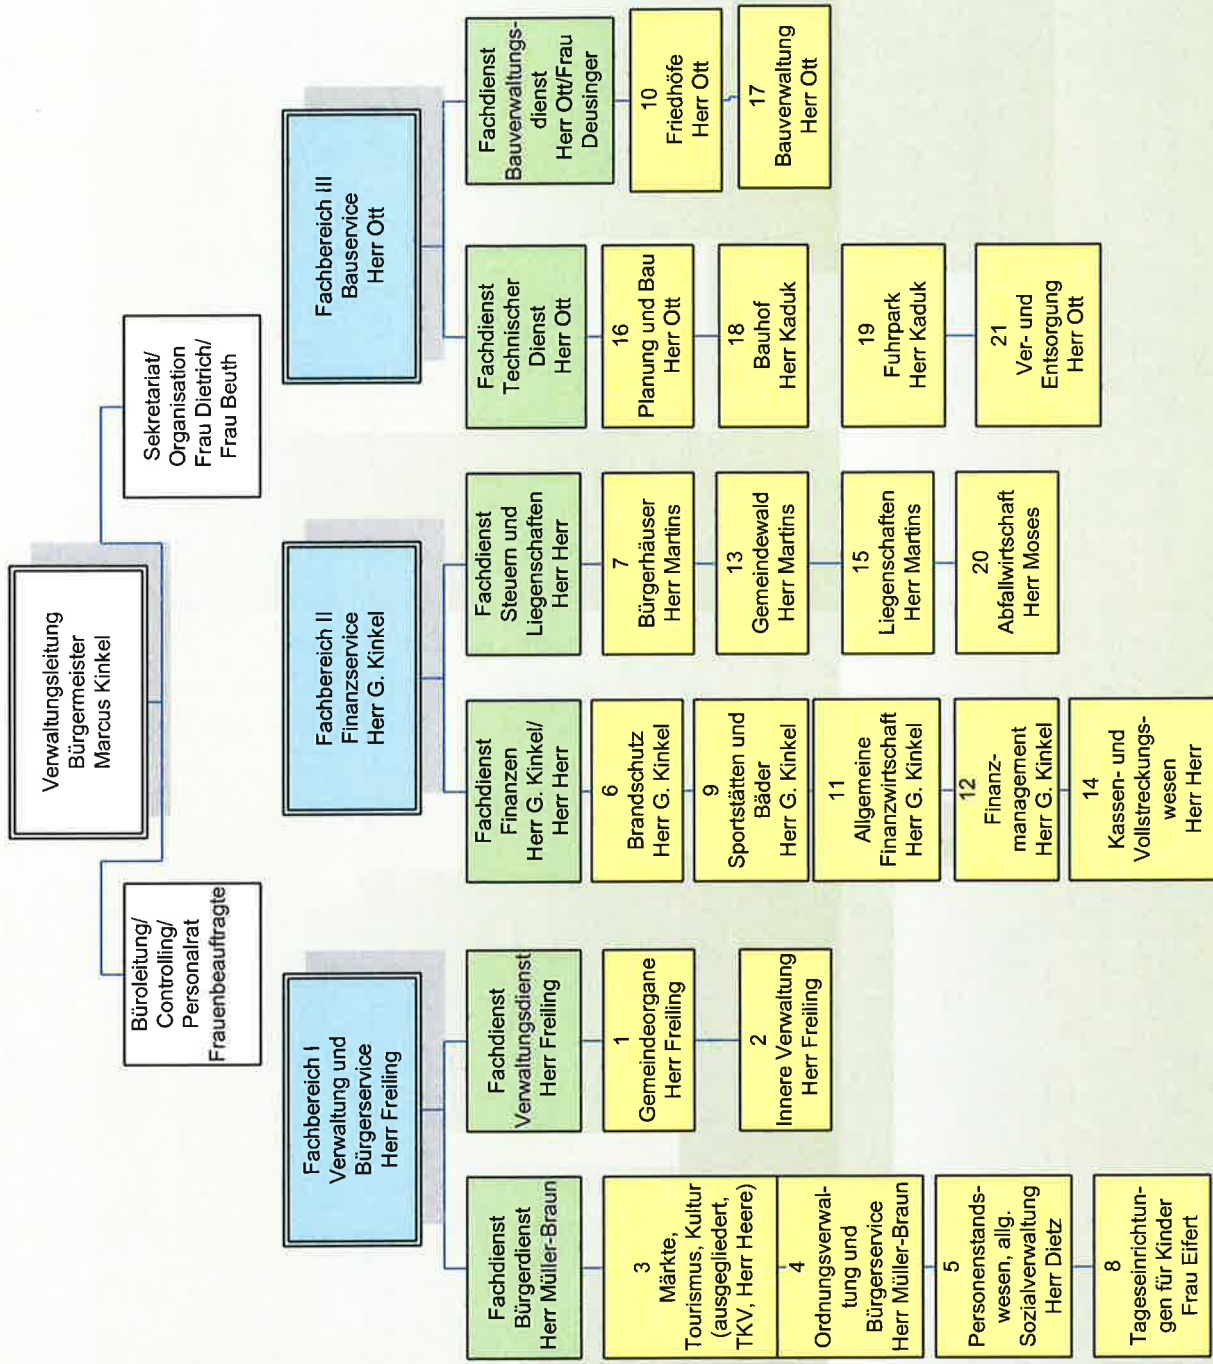 Verwaltungsleitung
Bürgermeister
Marcus Kinkel
Büroleitung/
Controlling/
Personalrat
Frauenbeauftragte
Sekretariat/
Organisation
Frau Dietrich/
Frau Beuth
Fachbereich I
Verwaltung und
Bürgerservice
Herr Freiling
Fachbereich II
Finanzservice
Herr G. Kinkel
Fachbereich III
Bauservice
Herr Ott
Fachdienst
Bürgerdienst
Herr Müller-Braun
3
Märkte,
Tourismus, Kultur
(ausgegliedert,
TKV, Herr Heere)
4
Ordnungsverwal-
tung und
Bürgerservice
Herr Müller-Braun
5
Personenstands-
wesen, allg.
Sozialverwaltung
Herr Dietz
8
Tageseinrichtun-
gen für Kinder
Frau Eifert
Fachdienst
Verwaltungsdienst
Herr Freiling
1
Gemeindeorgane
Herr Freiling
2
Innere Verwaltung
Herr Freiling
Fachdienst
Finanzen
Herr G. Kinkel/
Herr Herr
6
Brandschutz
Herr G. Kinkel
9
Sportstätten und
Bäder
Herr G. Kinkel
11
Allgemeine
Finanzwirtschaft
Herr G. Kinkel
12
Finanz-
management
Herr G. Kinkel
14
Kassen- und
Vollstreckungs-
wesen
Herr Herr
Fachdienst
Steuern und
Liegenschaften
Herr Herr
7
Bürgerhäuser
Herr Martins
13
Gemeindewald
Herr Martins
15
Liegenschaften
Herr Martins
20
Abfallwirtschaft
Herr Moses
Fachdienst
Technischer
Dienst
Herr Ott
16
Planung und Bau
Herr Ott
18
Bauhof
Herr Kaduk
19
Fuhrpark
Herr Kaduk
21
Ver- und
Entsorgung
Herr Ott
Fachdienst
Bauverwaltungs-
dienst
Herr Ott/Frau
Deusinger
10
Friedhöfe
Herr Ott
17
Bauverwaltung
Herr Ott